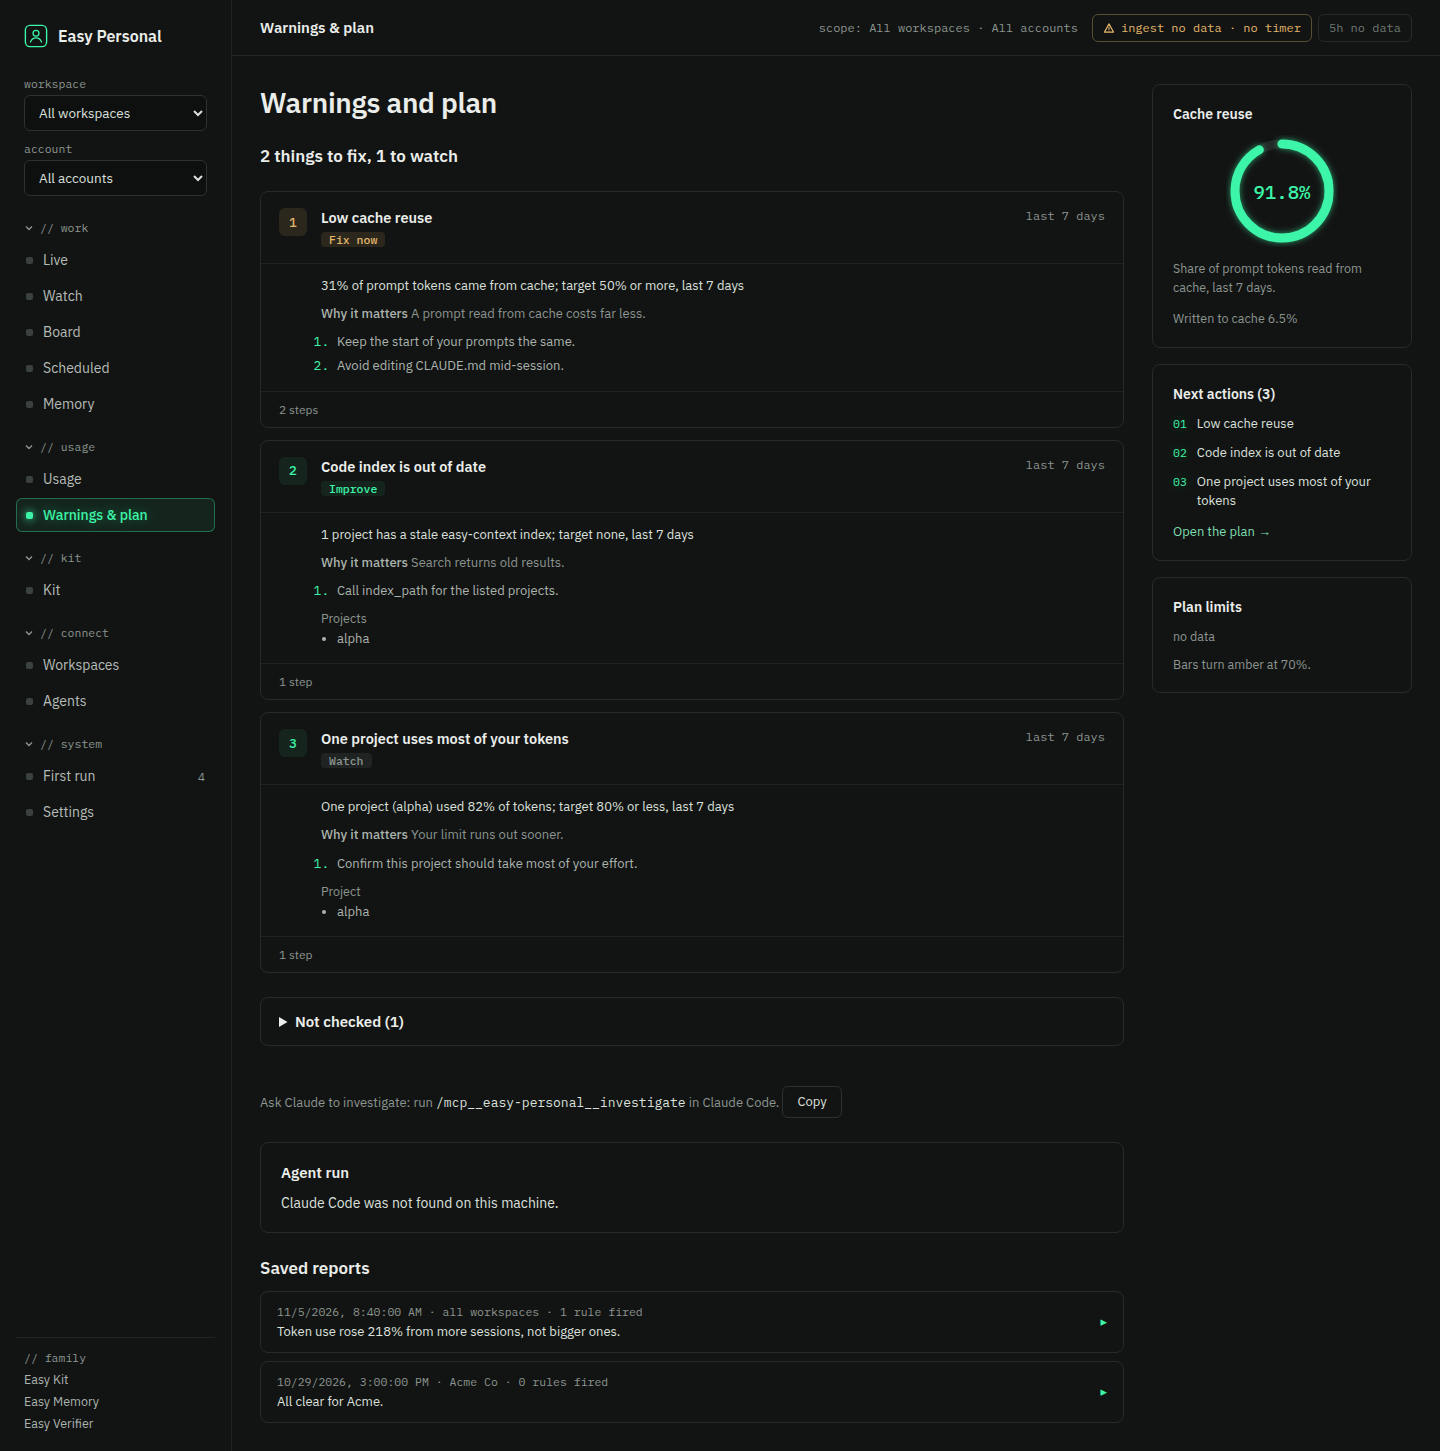 Easy Personal
workspace
All workspaces
account
All accounts
// work
Live
Watch
Board
Scheduled
Memory
// usage
Usage
Warnings & plan
// kit
Kit
// connect
Workspaces
Agents
// system
First run 4
Settings
// family
Easy Kit
Easy Memory
Easy Verifier
Warnings & plan
scope: All workspaces · All accounts
ingest no data · no timer
5h no data
Warnings and plan
2 things to fix, 1 to watch
1 Low cache reuse last 7 days
Fix now
31% of prompt tokens came from cache; target 50% or more, last 7 days
Why it matters A prompt read from cache costs far less.
1. Keep the start of your prompts the same.
2. Avoid editing CLAUDE.md mid-session.
2 steps
2 Code index is out of date last 7 days
Improve
1 project has a stale easy-context index; target none, last 7 days
Why it matters Search returns old results.
1. Call index_path for the listed projects.
Projects
• alpha
1 step
3 One project uses most of your tokens last 7 days
Watch
One project (alpha) used 82% of tokens; target 80% or less, last 7 days
Why it matters Your limit runs out sooner.
1. Confirm this project should take most of your effort.
Project
• alpha
1 step
Not checked (1)
Ask Claude to investigate: run /mcp__easy-personal__investigate in Claude Code. Copy
Agent run
Claude Code was not found on this machine.
Saved reports
11/5/2026, 8:40:00 AM · all workspaces · 1 rule fired
Token use rose 218% from more sessions, not bigger ones.
10/29/2026, 3:00:00 PM · Acme Co · 0 rules fired
All clear for Acme.
Cache reuse
91.8%
Share of prompt tokens read from
cache, last 7 days.
Written to cache 6.5%
Next actions (3)
01 Low cache reuse
02 Code index is out of date
03 One project uses most of your
tokens
Open the plan →
Plan limits
no data
Bars turn amber at 70%.